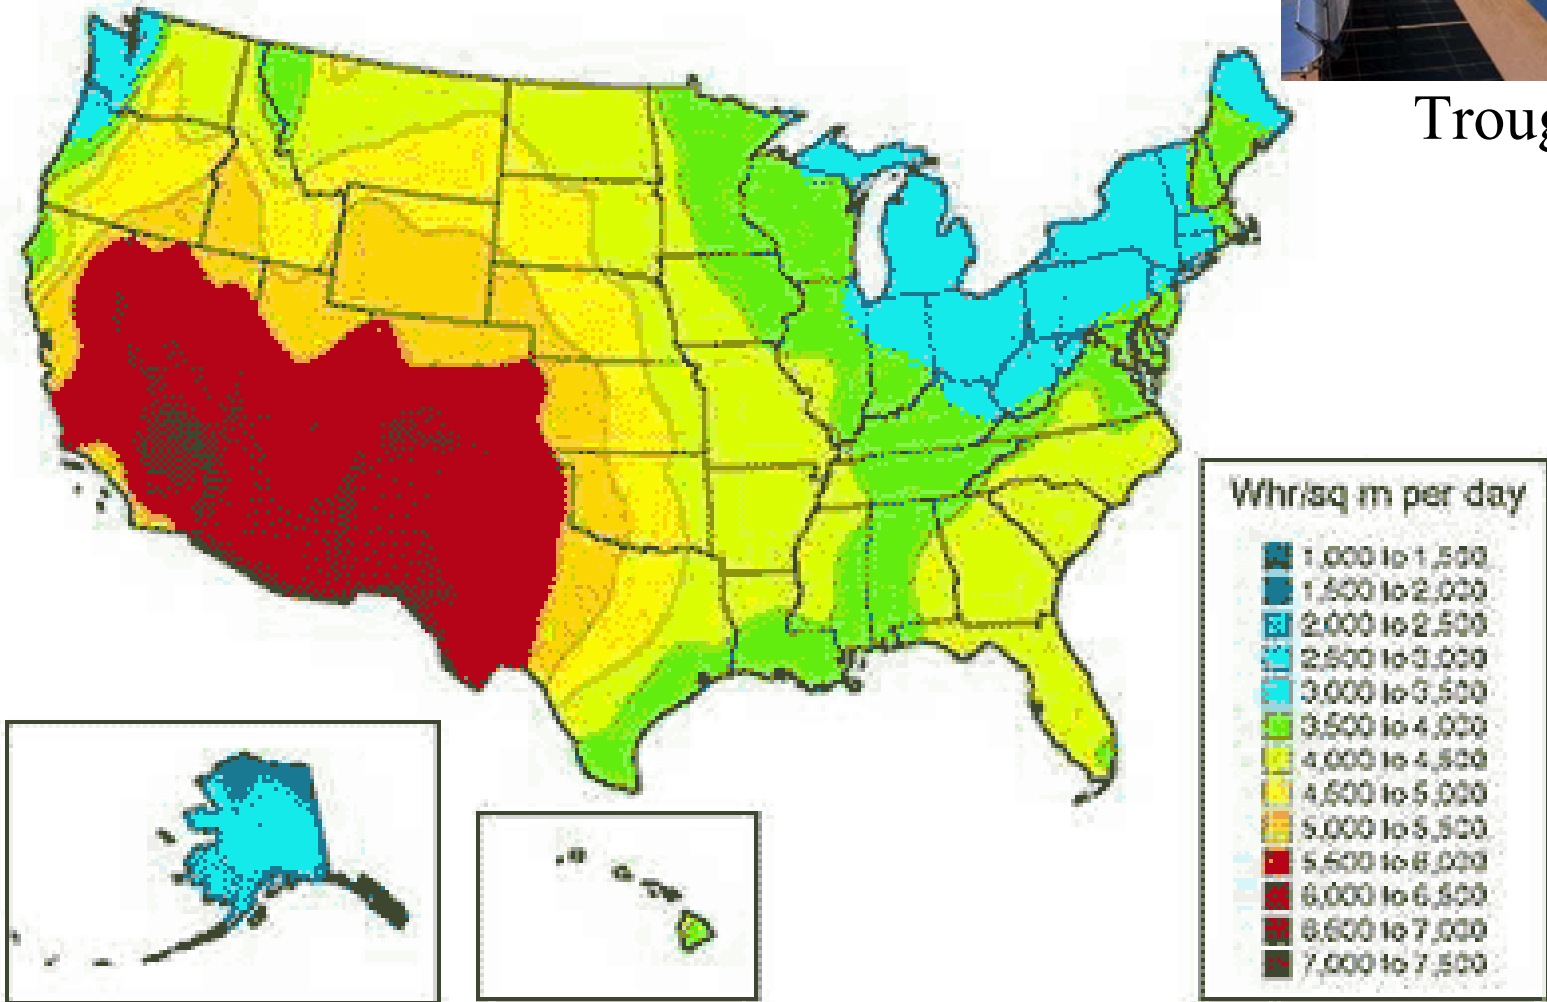 Troug
Whr/sq m per day
1,000 to 1,500
1,500 to 2,000
2,000 to 2,500
2,500 to 3,000
3,000 to 3,500
3,500 to 4,000
4,000 to 4,500
4,500 to 5,000
5,000 to 5,500
5,500 to 6,000
6,000 to 6,500
6,500 to 7,000
7,000 to 7,500